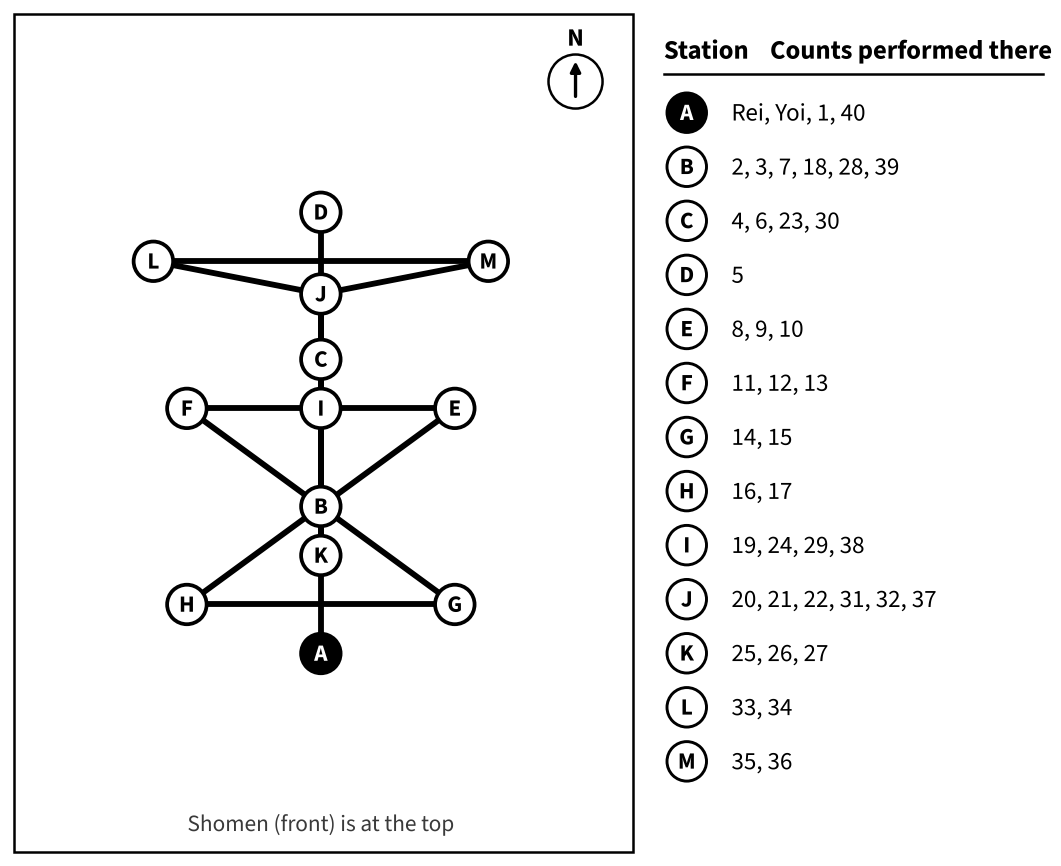 N
D
L
M
J
C
F
I
E
B
K
H
G
A
Shomen (front) is at the top
Station Counts performed there
A Rei, Yoi, 1, 40
B 2, 3, 7, 18, 28, 39
C 4, 6, 23, 30
D 5
E 8, 9, 10
F 11, 12, 13
G 14, 15
H 16, 17
I 19, 24, 29, 38
J 20, 21, 22, 31, 32, 37
K 25, 26, 27
L 33, 34
M 35, 36